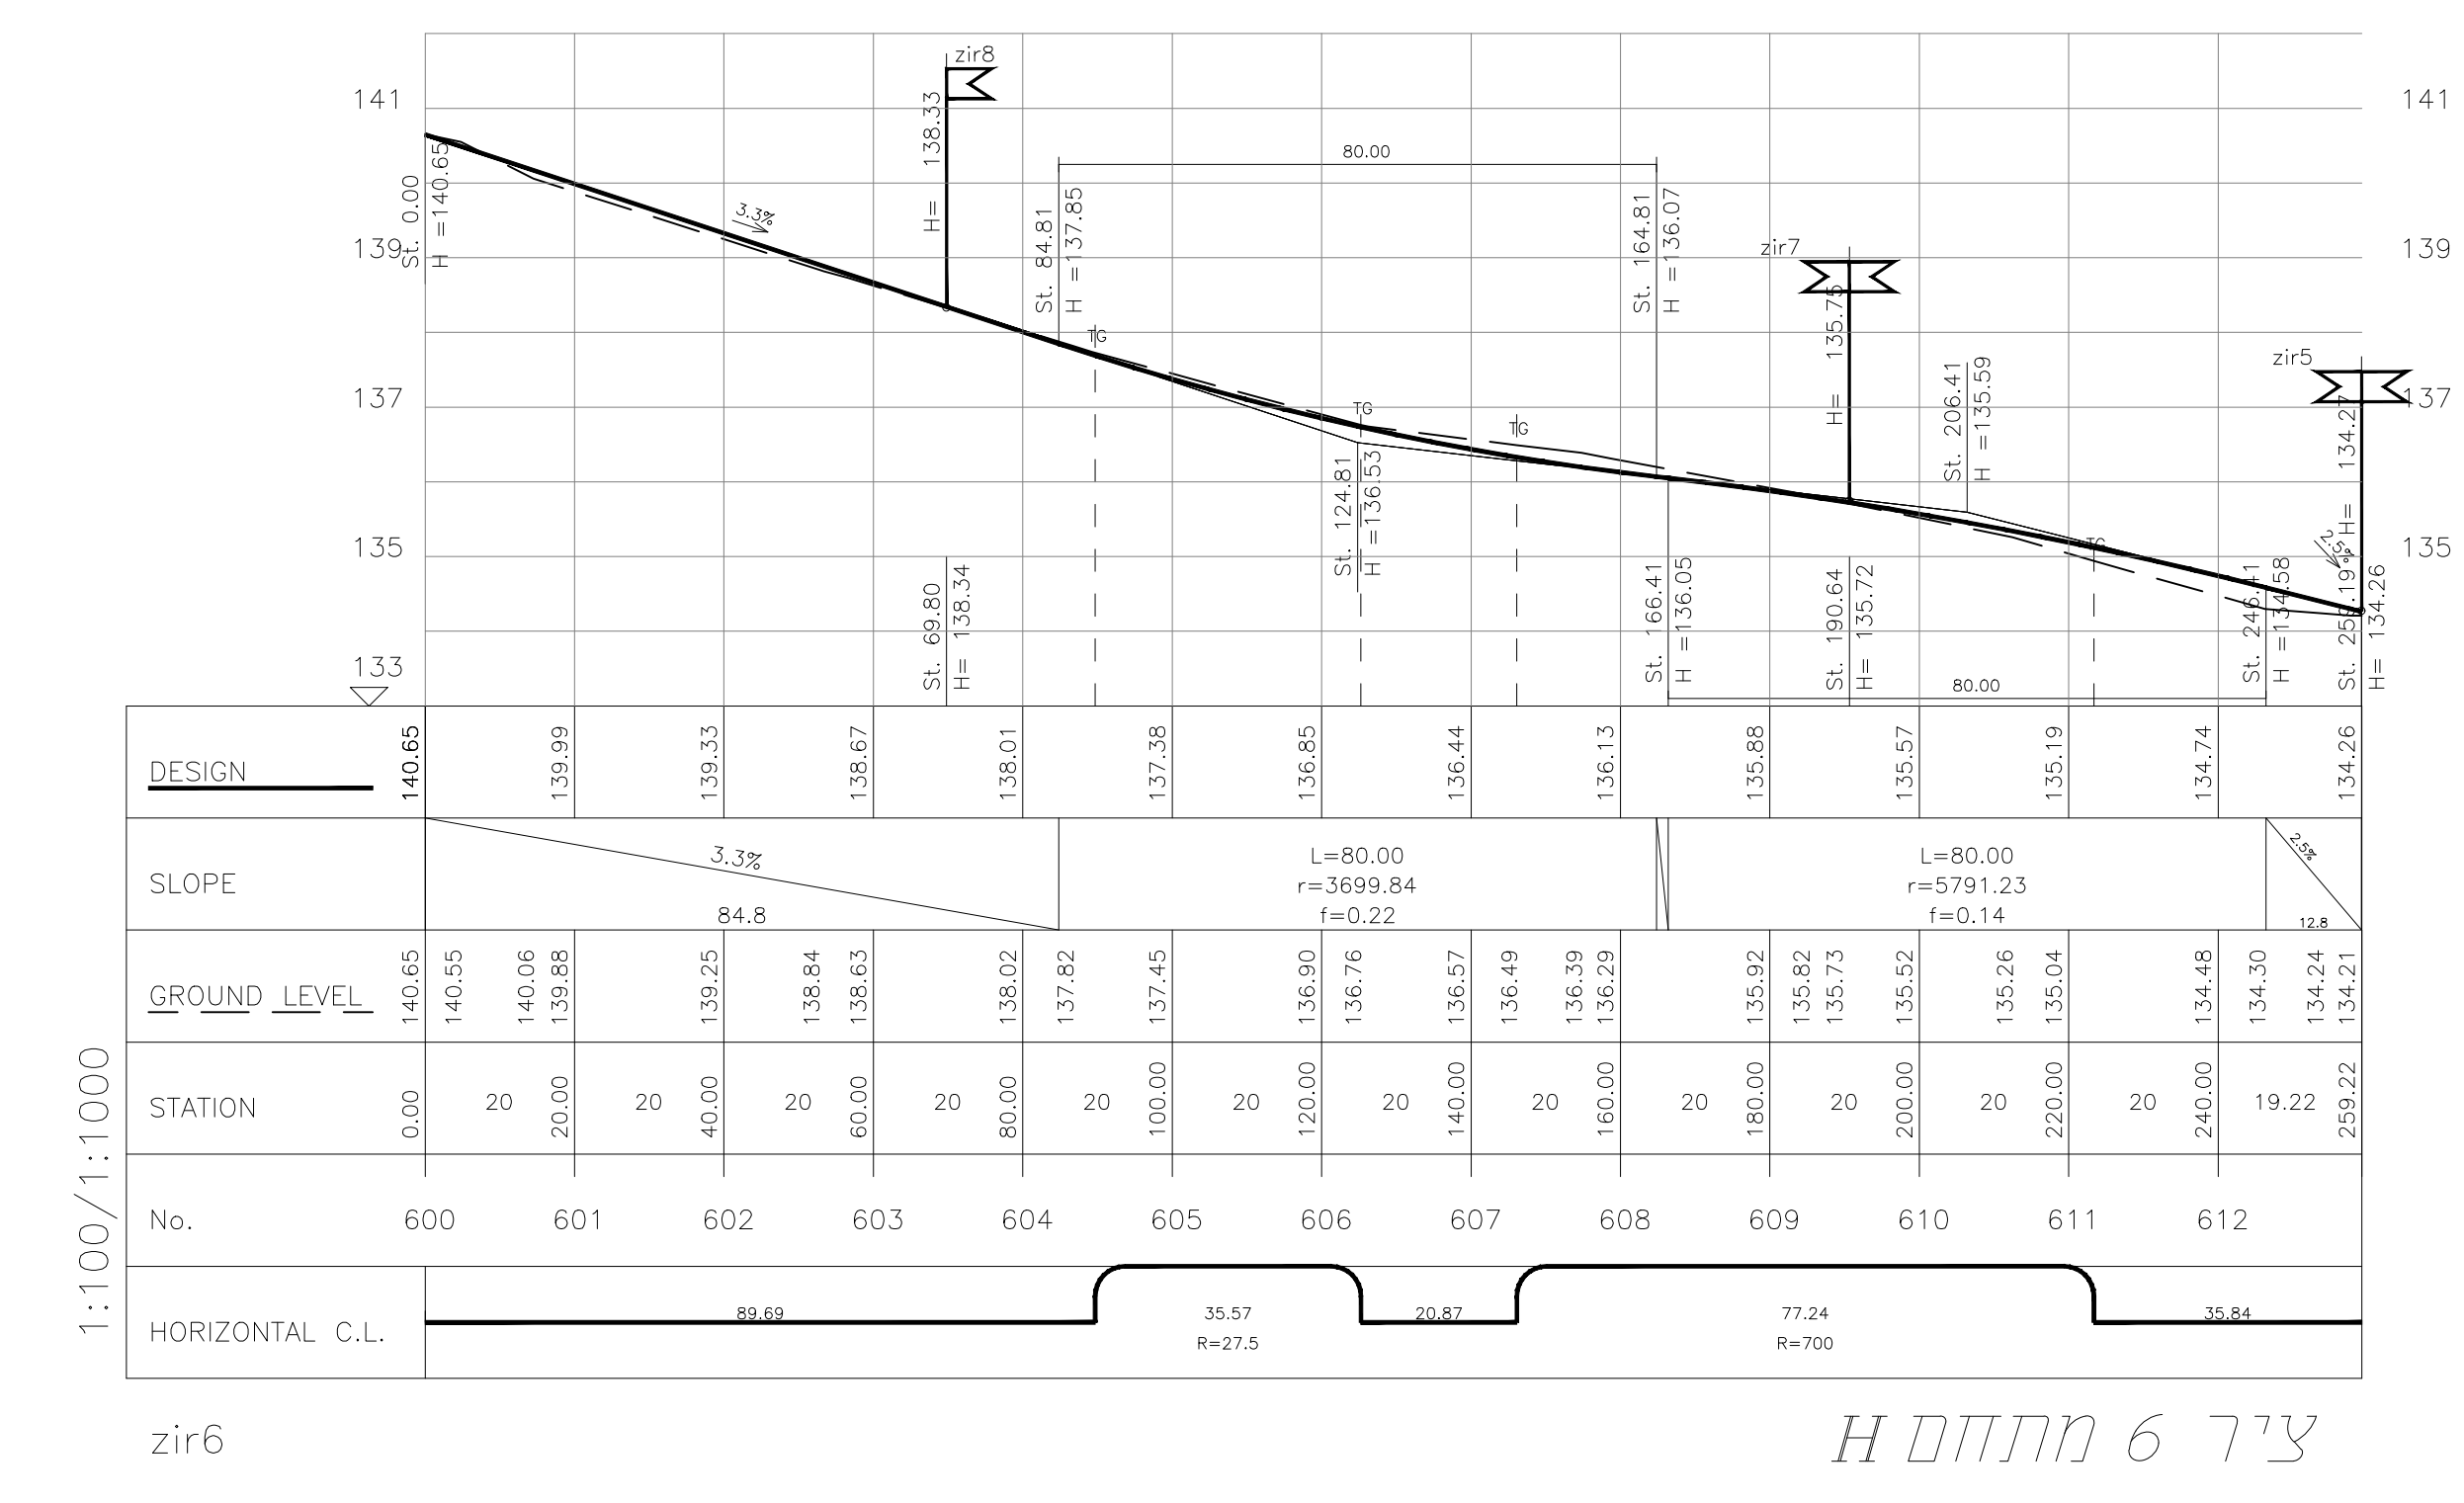 zir8
141
141
H= 138.33
80.00
St. 0.00
H =140.65
3.3%
St. 84.81
H =137.85
St. 164.81
H =136.07
139
139
zir7
H= 135.75
TG
zir5
St. 206.41
H =135.59
137
137
TG
TG
H= 134.27
St. 124.81
H =136.53
135
135
TG
2.5%
St. 69.80
H= 138.34
St. 166.41
H =136.05
St. 190.64
H= 135.72
St. 246.41
H =134.58
H= 134.26
133
80.00
DESIGN 140.65 139.99 139.33 138.67 138.01 137.38 136.85 136.44 136.13 135.88 135.57 135.19 134.74 134.26
3.3%
84.8
L=80.00
r=3699.84
f=0.22
L=80.00
r=5791.23
f=0.14
2.5%
12.8
SLOPE
GROUND LEVEL 140.65 140.55 140.06 139.88 139.25 138.84 138.63 138.02 137.82 137.45 136.90 136.76 136.57 136.49 136.39 136.29 135.92 135.82 135.73 135.52 135.26 135.04 134.48 134.30 134.24 134.21
STATION 0.00 20 20.00 20 40.00 20 60.00 20 80.00 20 100.00 20 120.00 20 140.00 20 160.00 20 180.00 20 200.00 20 220.00 20 240.00 19.22 259.22
1:100/1:1000
No. 600 601 602 603 604 605 606 607 608 609 610 611 612
HORIZONTAL C.L. 89.69 35.57 20.87 77.24 35.84
R=27.5 R=700
zir6
ציר 6 מתחם H